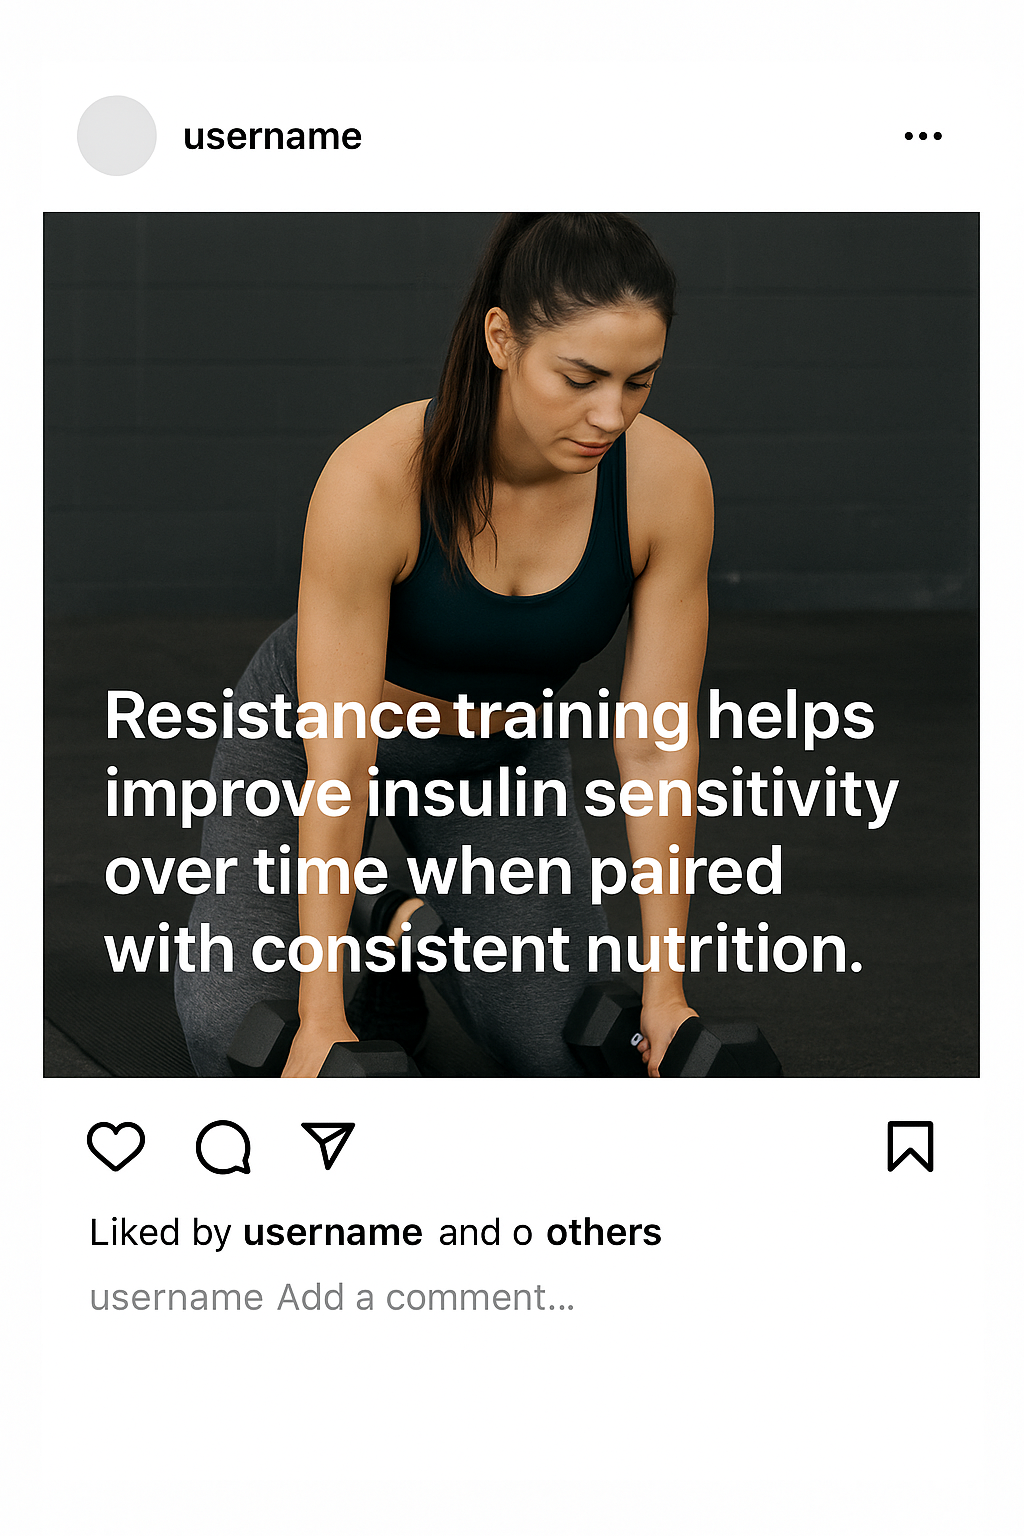 username
Resistance training helps
improve insulin sensitivity
over time when paired
with consistent nutrition.
Liked by username and o others
username Add a comment...